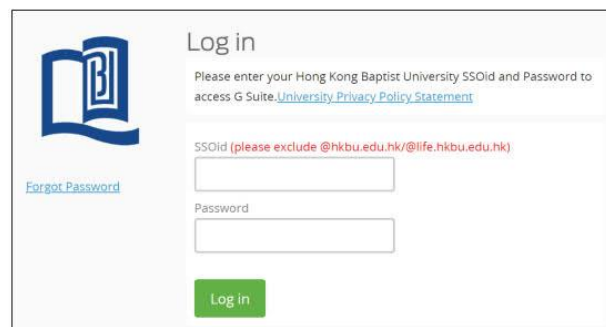 Log in
Please enter your Hong Kong Baptist University SSOid and Password to
access G Suite.University Privacy Policy Statement
SSOid (please exclude @hkbu.edu.hk/@life.hkbu.edu.hk)
Forgot Password
Password
Log in